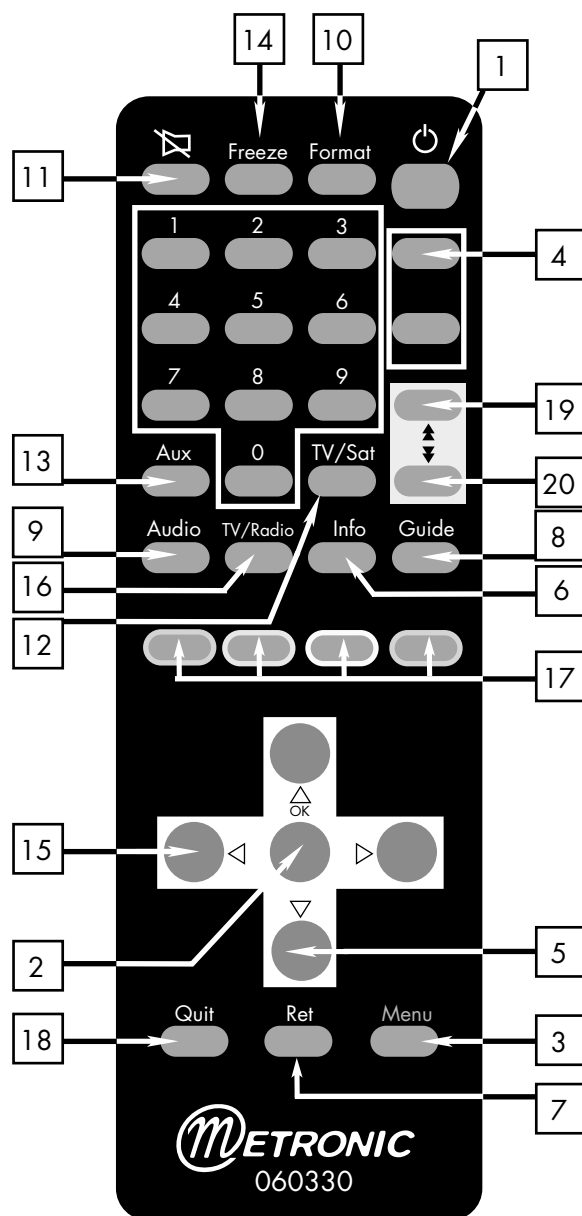 14 10 1
Freeze Format
11
1 2 3
4
4 5 6
7 8 9
19
13 Aux 0 TV/Sat
20
9 Audio TV/Radio Info Guide 8
16 6
12
17
OK
15
2 5
Quit Ret Menu
18 3
7
METRONIC
060330